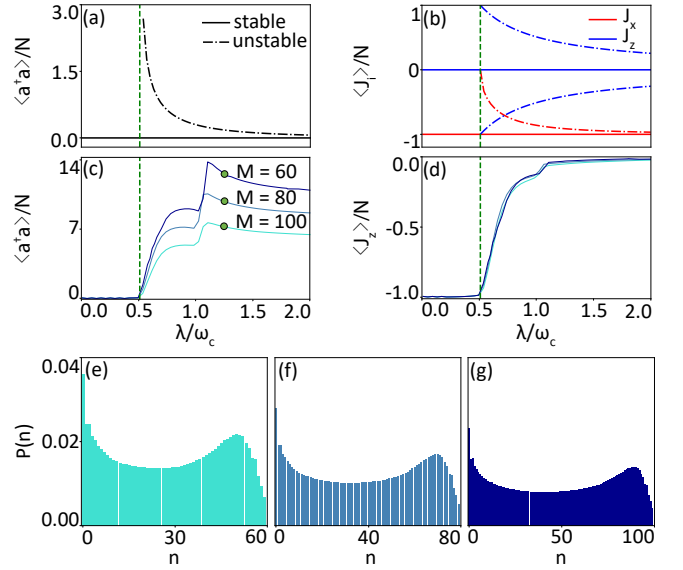 (a)
3.0
1.5
0.0
⟨a†a⟩/N
stable
unstable
(b)
1
0
-1
⟨J_i⟩/N
J_x
J_z
(c)
14
7
0
⟨a†a⟩/N
M = 60
M = 80
M = 100
0.0 0.5 1.0 1.5 2.0
λ/ω_c
(d)
0.0
-0.5
-1.0
⟨J_z⟩/N
0.0 0.5 1.0 1.5 2.0
λ/ω_c
(e)
0.04
0.02
0.00
P(n)
0 30 60
n
(f)
0 40 80
n
(g)
0 50 100
n